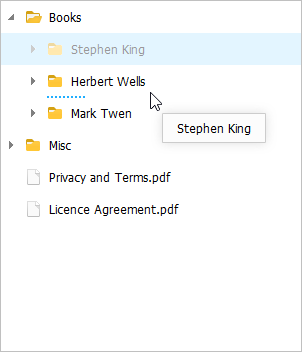 Books
Stephen King
Herbert Wells
Mark Twen
Stephen King
Misc
Privacy and Terms.pdf
Licence Agreement.pdf